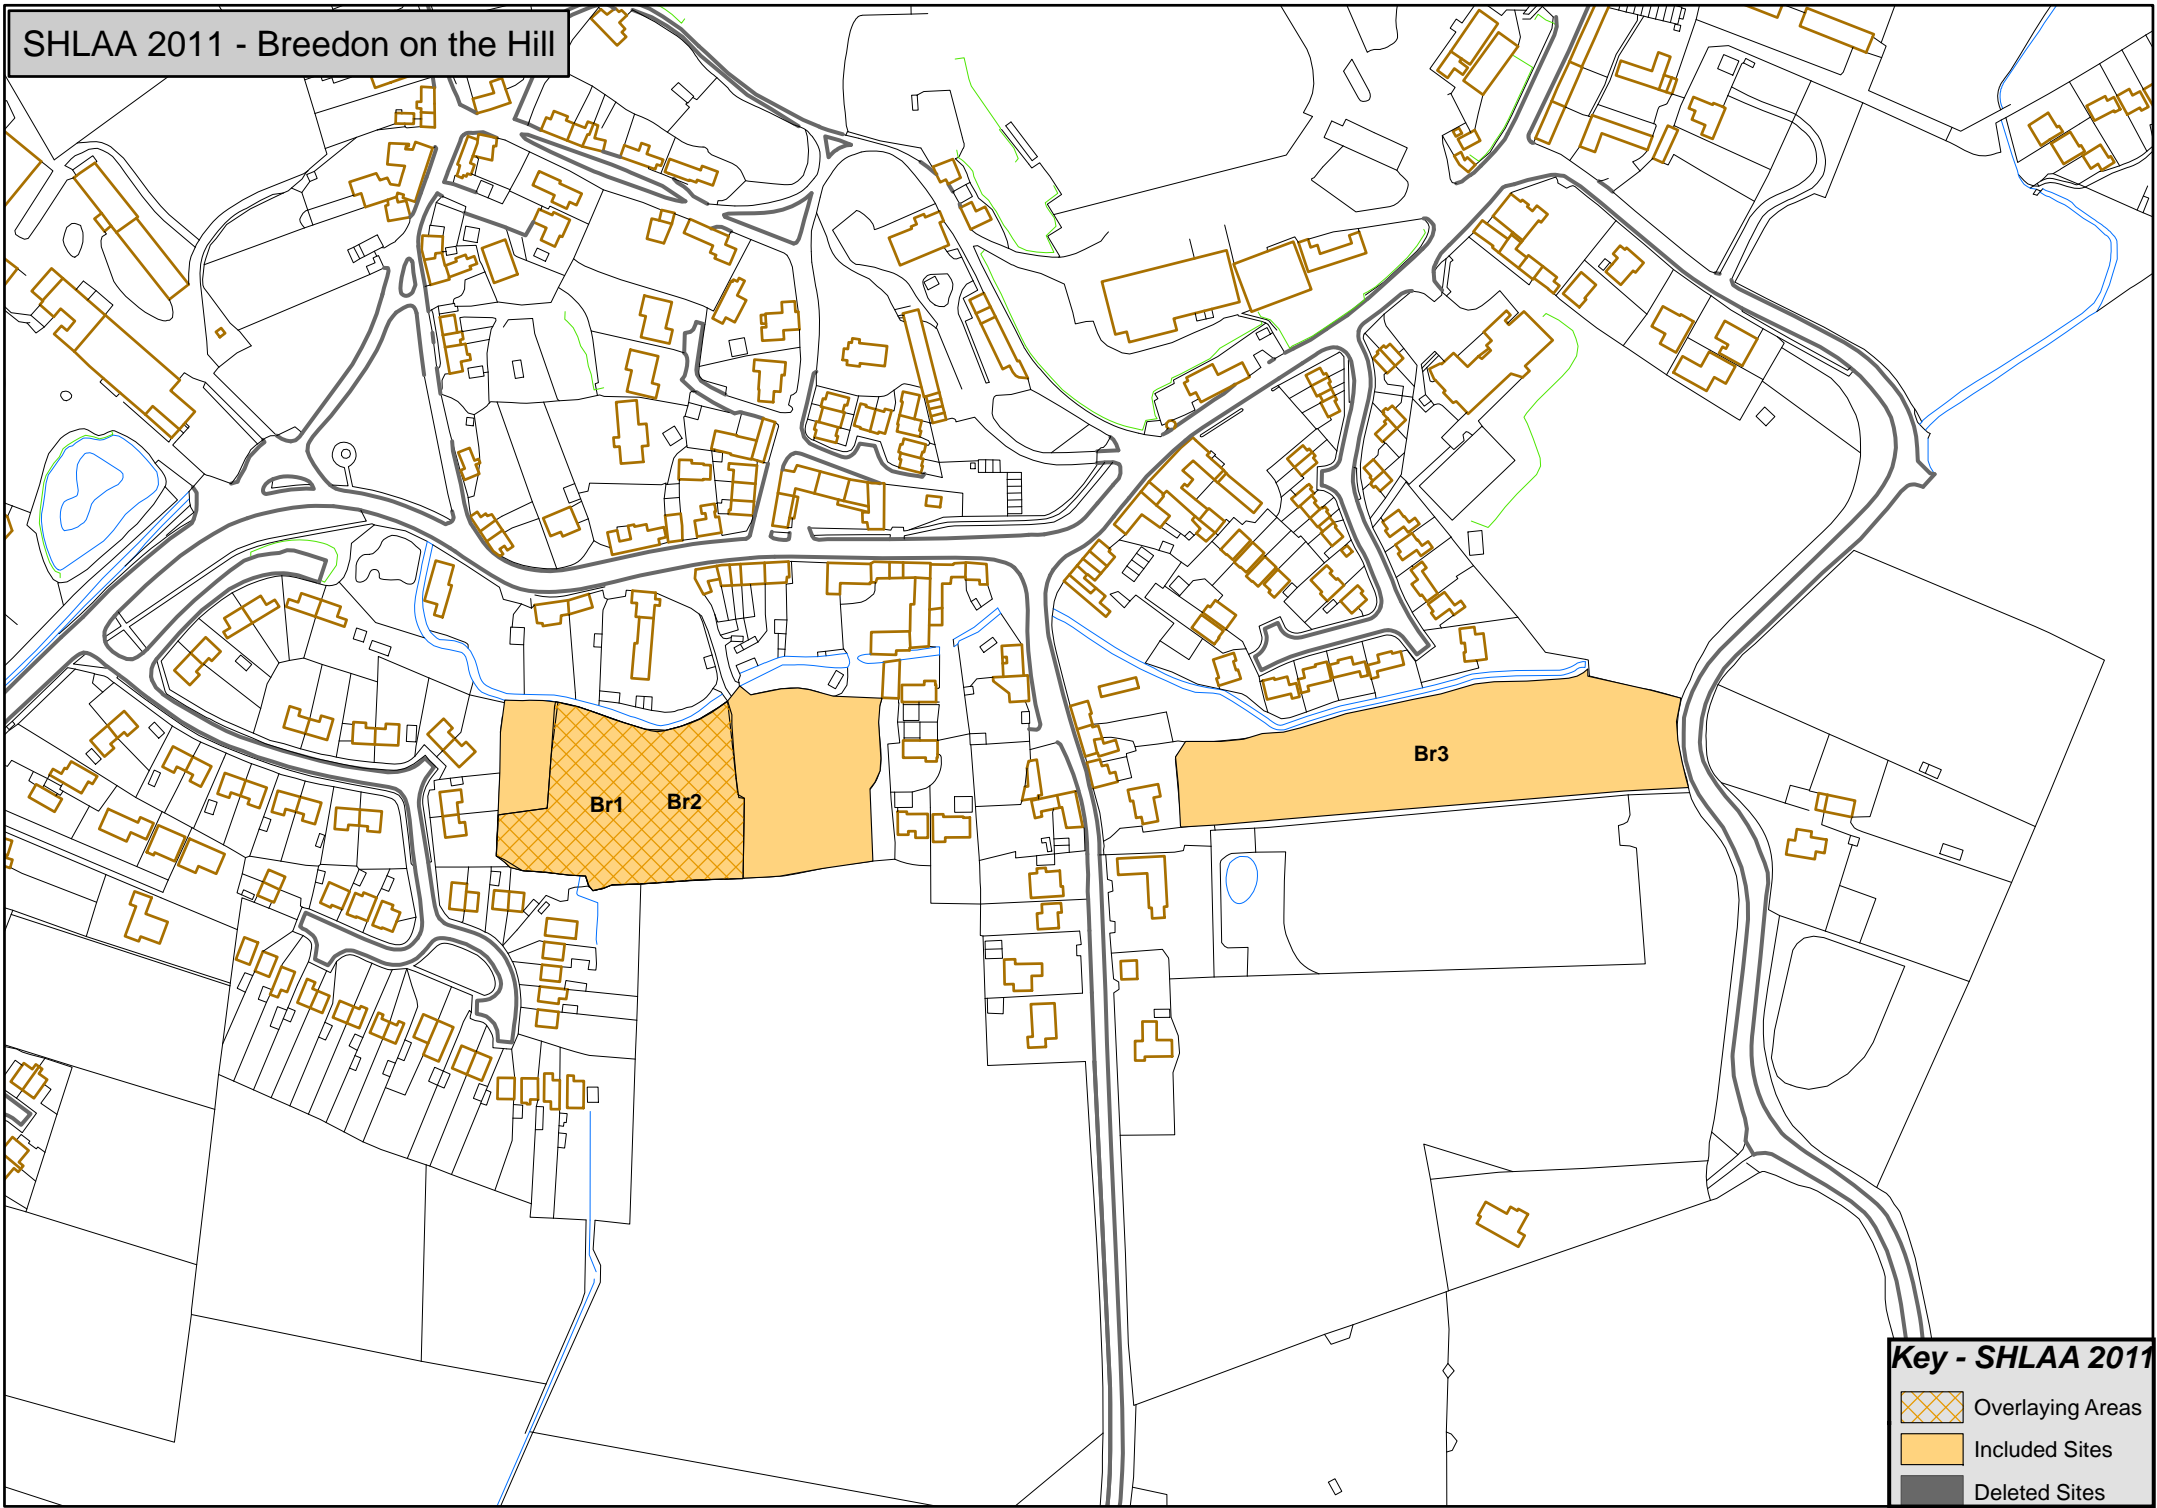 SHLAA 2011 - Breedon on the Hill
Br3
Br1
Br2
Key - SHLAA 2011
Overlaying Areas
Included Sites
Deleted Sites